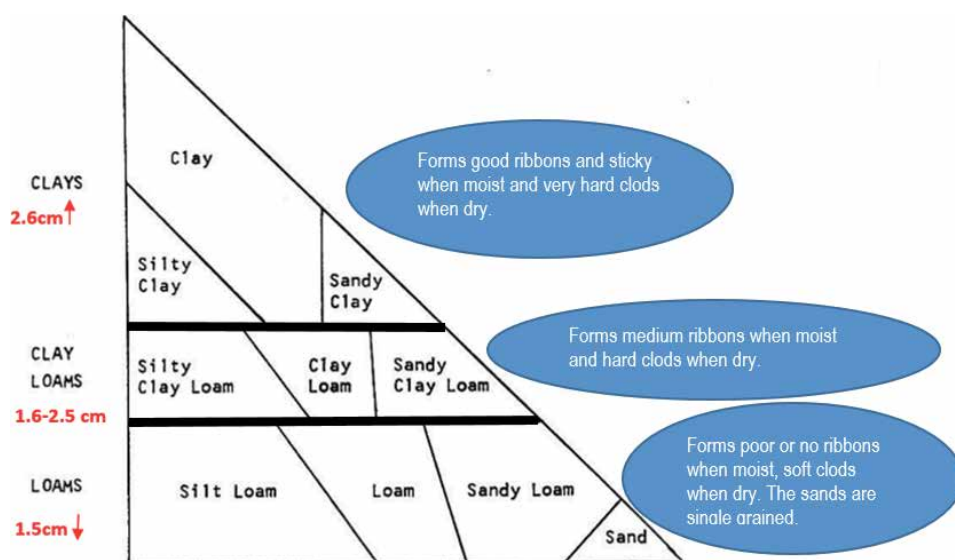 Clay
Forms good ribbons and sticky
when moist and very hard clods
when dry.
CLAYS
2.6cm ↑
Silty
Clay
Sandy
Clay
Forms medium ribbons when moist
and hard clods when dry.
CLAY
LOAMS
1.6-2.5 cm
Silty
Clay Loam
Clay
Loam
Sandy
Clay Loam
Forms poor or no ribbons
when moist, soft clods
when dry. The sands are
single grained.
LOAMS
1.5cm ↓
Silt Loam
Loam
Sandy Loam
Sand